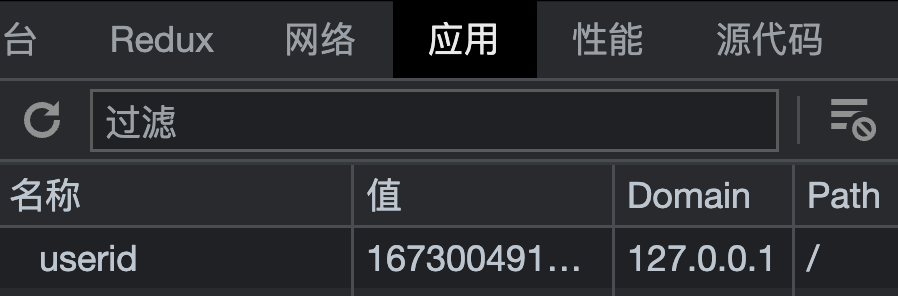 台 Redux 网络 应用 性能 源代码
过滤
名称 值 Domain Path
userid 167300491... 127.0.0.1 /